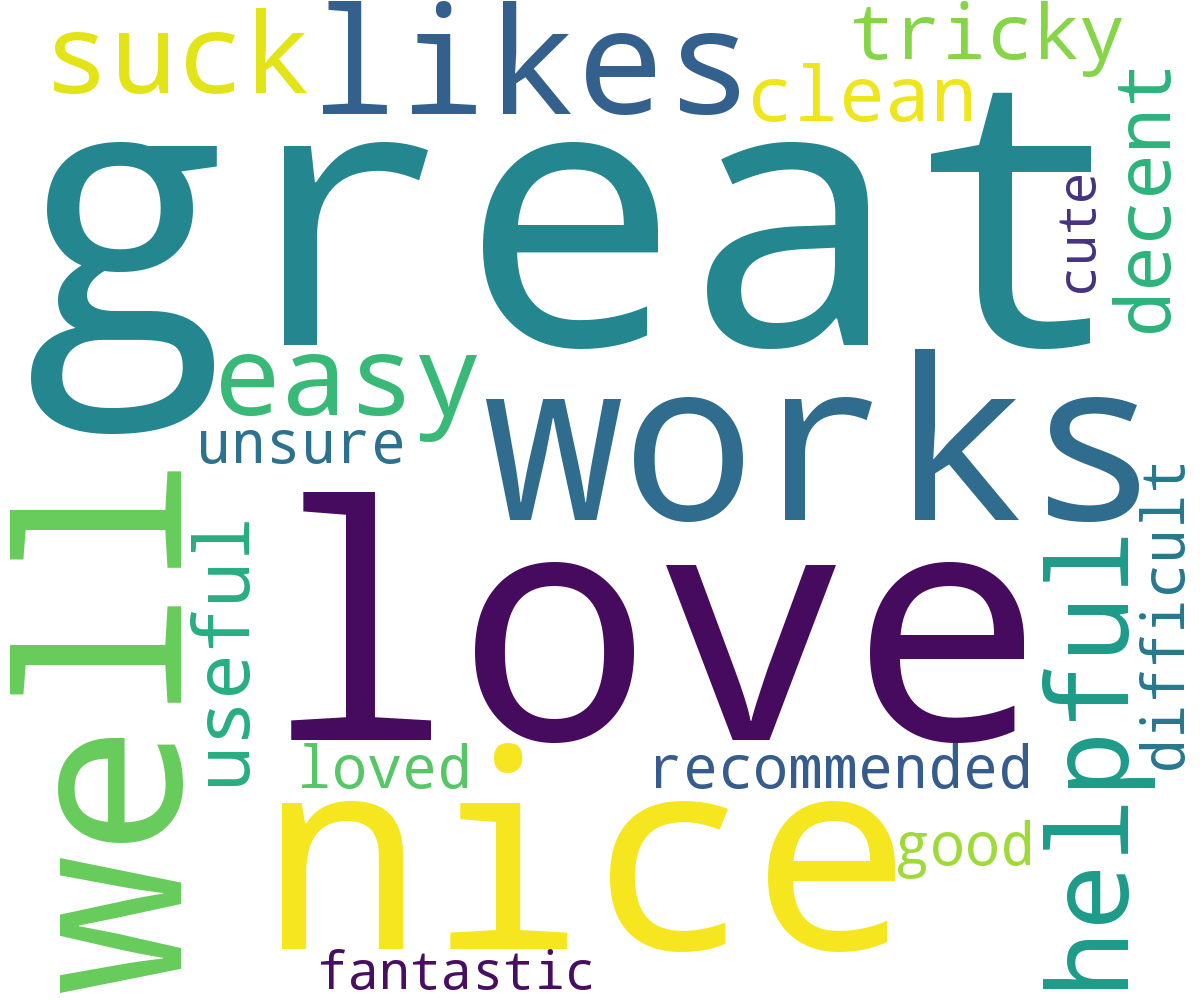 suck
likes
tricky
clean
great
cute
decent
easy
works
unsure
well
useful
love
helpful
difficult
loved
recommended
nice
good
fantastic